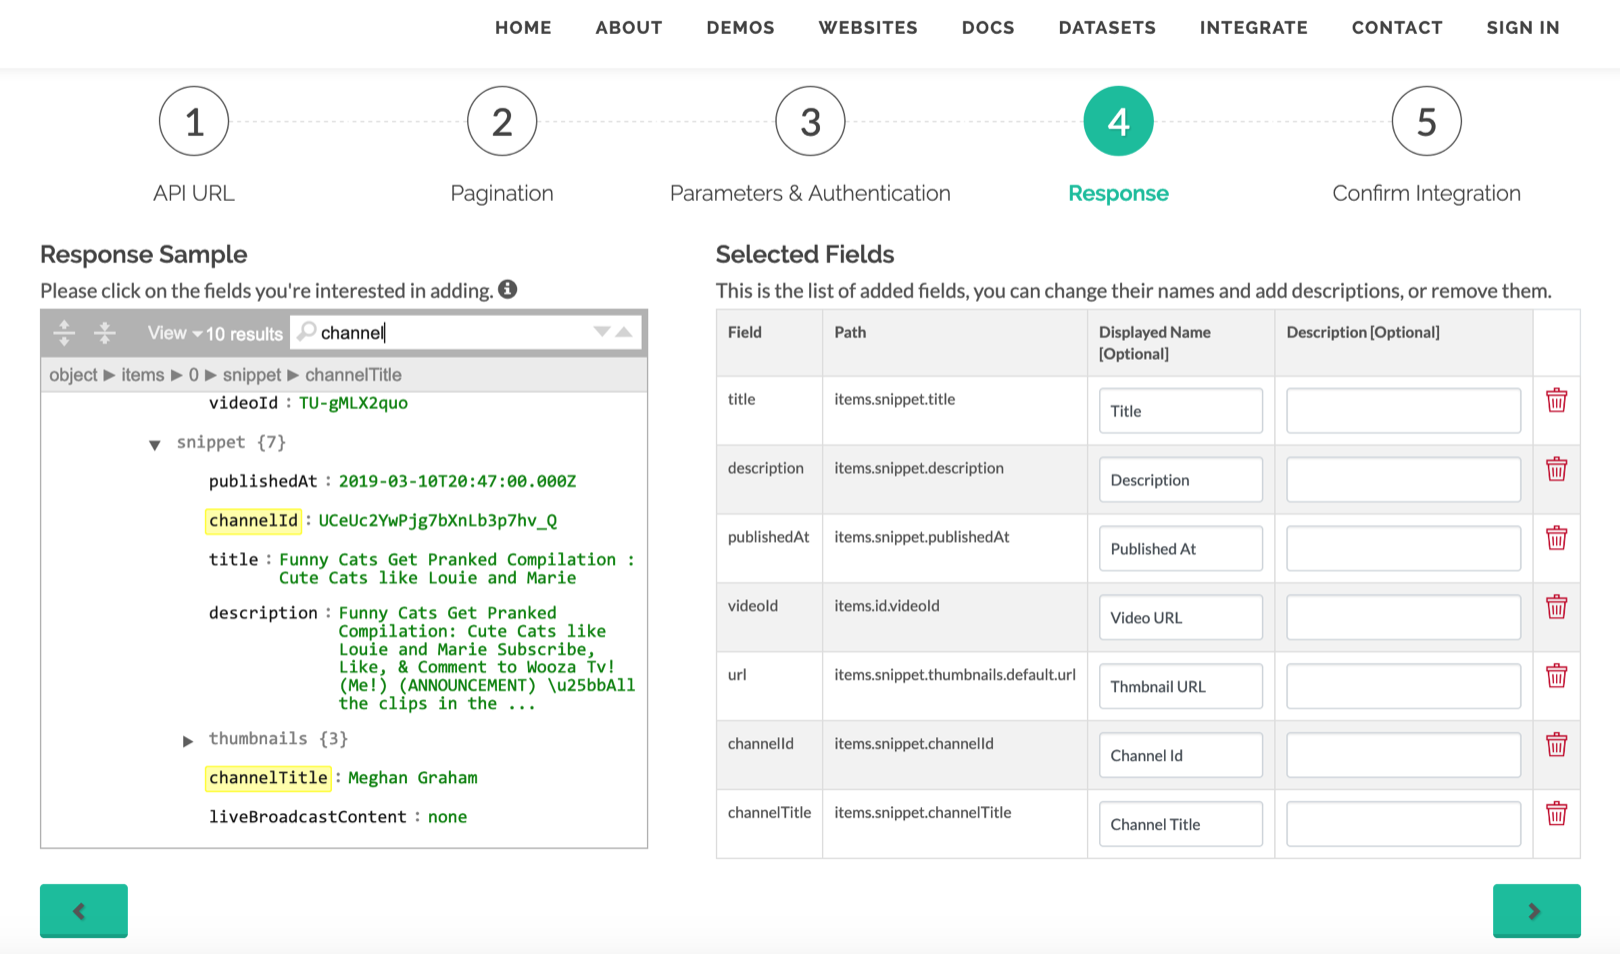 HOME ABOUT DEMOS WEBSITES DOCS DATASETS INTEGRATE CONTACT SIGN IN
1 2 3 4 5
API URL Pagination Parameters & Authentication Response Confirm Integration
Response Sample
Please click on the fields you're interested in adding.
View 10 results channel
object ▶ items ▶ 0 ▶ snippet ▶ channelTitle
videoId : TU-gMLX2quo
snippet {7}
publishedAt : 2019-03-10T20:47:00.000Z
channelId : UCeUc2YwPjg7bXnLb3p7hv_Q
title : Funny Cats Get Pranked Compilation :
Cute Cats like Louie and Marie
description : Funny Cats Get Pranked
Compilation: Cute Cats like
Louie and Marie Subscribe,
Like, & Comment to Wooza Tv!
(Me!) (ANNOUNCEMENT) \u25bbAll
the clips in the ...
thumbnails {3}
channelTitle : Meghan Graham
liveBroadcastContent : none
Selected Fields
This is the list of added fields, you can change their names and add descriptions, or remove them.
Field Path Displayed Name Description [Optional]
[Optional]
title items.snippet.title Title
description items.snippet.description Description
publishedAt items.snippet.publishedAt Published At
videoId items.id.videoId Video URL
url items.snippet.thumbnails.default.url Thmbnail URL
channelId items.snippet.channelId Channel Id
channelTitle items.snippet.channelTitle Channel Title